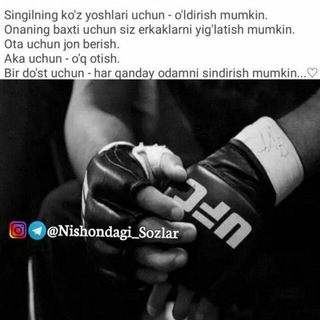 Singilning ko'z yoshlari uchun - o'ldirish mumkin.
Onaning baxti uchun siz erkaklarni yig'latish mumkin.
Ota uchun jon berish.
Aka uchun - o'q otish.
Bir do'st uchun - har qanday odamni sindirish mumkin...♡
UFC
@Nishondagi_Sozlar